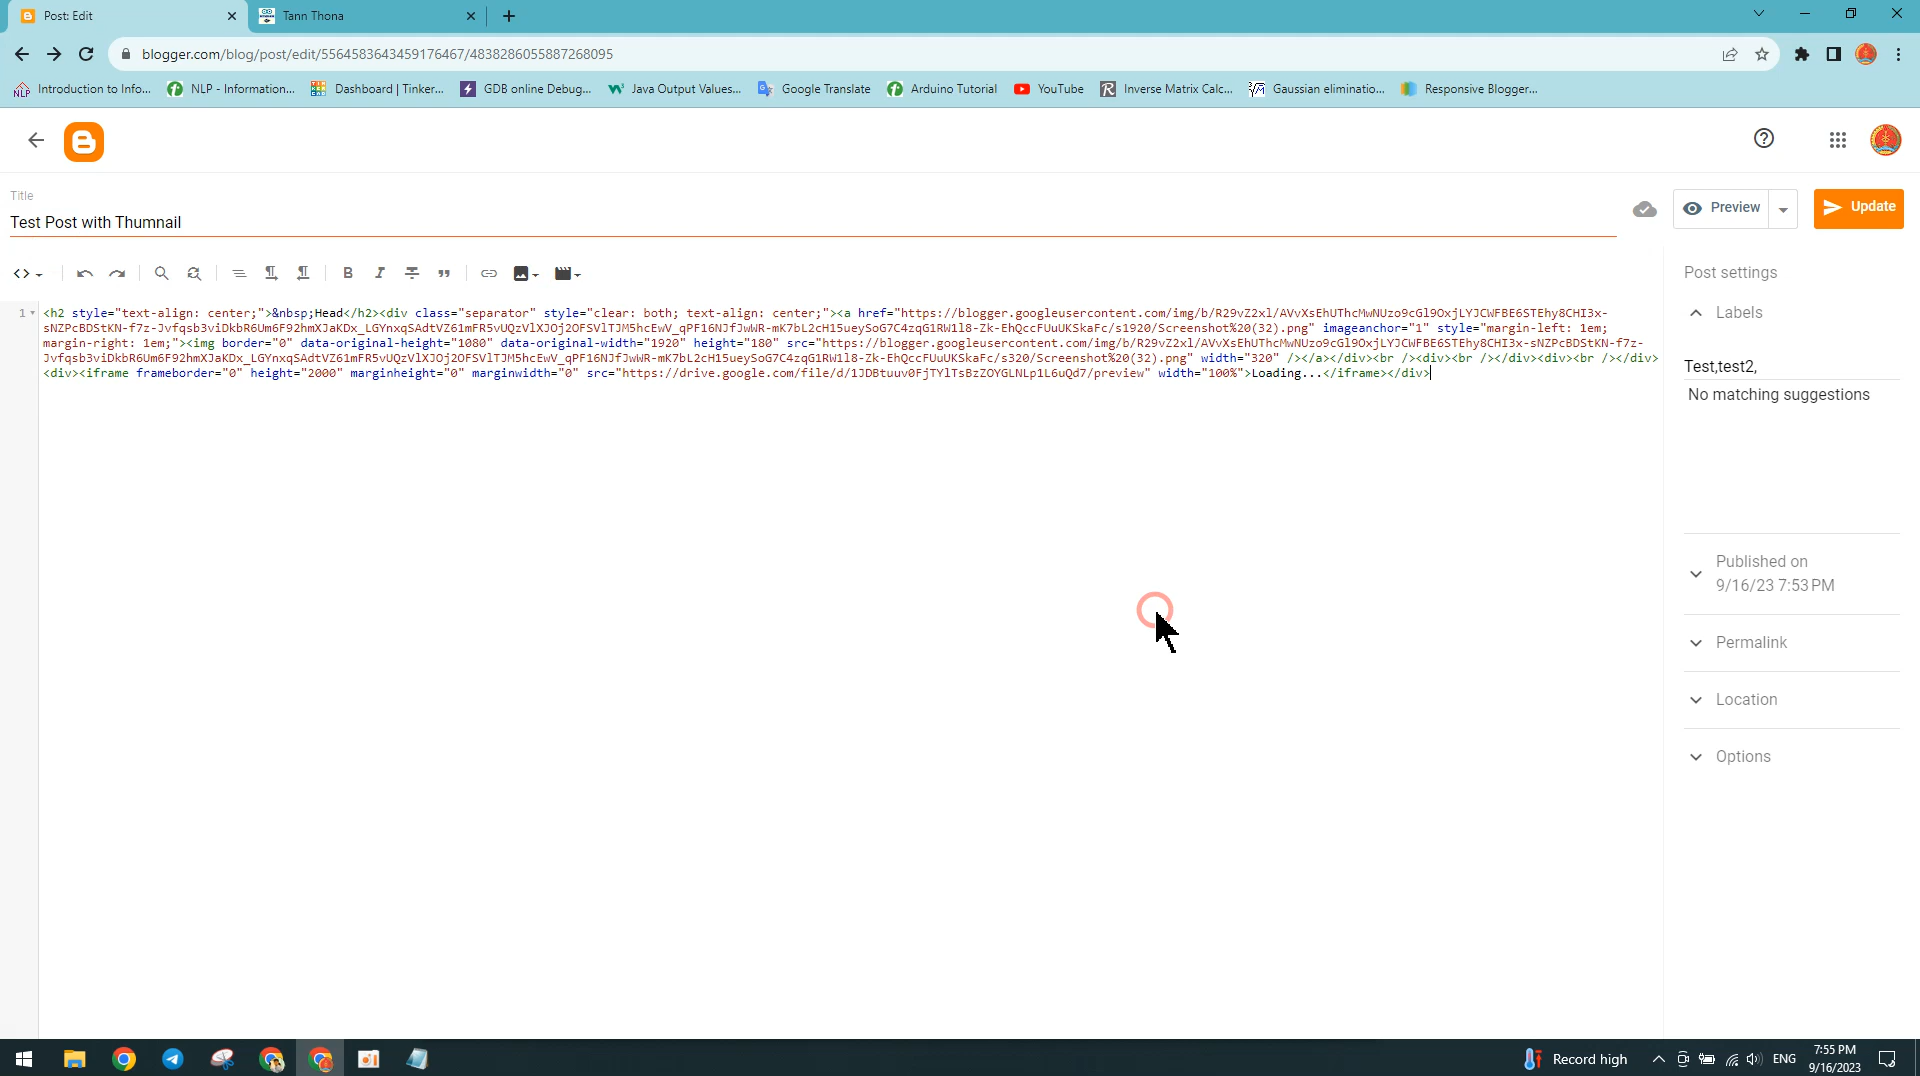 Post: Edit
Tann Thona
blogger.com/blog/post/edit/5564583643459176467/4838286055887268095
Introduction to Info...
NLP - Information...
Dashboard | Tinker...
GDB online Debug...
Java Output Values...
Google Translate
Arduino Tutorial
YouTube
Inverse Matrix Calc...
Gaussian eliminatio...
Responsive Blogger...
Title
Test Post with Thumnail
Preview
Update
Post settings
Labels
Test,test2,
No matching suggestions
Published on
9/16/23 7:53 PM
Permalink
Location
Options
1
<h2 style="text-align: center;">&nbsp;Head</h2><div class="separator" style="clear: both; text-align: center;"><a href="https://blogger.googleusercontent.com/img/b/R29vZ2xl/AVvXsEhUThcMwNUzo9cGl9OxjLYJCWFBE6STEhy8CHI3x-
sNZPcBDStKN-f7z-Jvfqsb3viDkbR6Um6F92hmXJaKDx_LGYnxqSAdtVZ61mFR5vUQzVlXJOj2OFSVlTJM5hcEwV_qPF16NJfJwWR-mK7bL2cH15ueySoG7C4zqG1RW1l8-Zk-EhQccFUuUKSkaFc/s1920/Screenshot%20(32).png" imageanchor="1" style="margin-left: 1em;
margin-right: 1em;"><img border="0" data-original-height="1080" data-original-width="1920" height="180" src="https://blogger.googleusercontent.com/img/b/R29vZ2xl/AVvXsEhUThcMwNUzo9cGl9OxjLYJCWFBE6STEhy8CHI3x-sNZPcBDStKN-f7z-
Jvfqsb3viDkbR6Um6F92hmXJaKDx_LGYnxqSAdtVZ61mFR5vUQzVlXJOj2OFSVlTJM5hcEwV_qPF16NJfJwWR-mK7bL2cH15ueySoG7C4zqG1RW1l8-Zk-EhQccFUuUKSkaFc/s320/Screenshot%20(32).png" width="320" /></a></div><br /><div><br /></div><div><br /></div>
<div><iframe frameborder="0" height="2000" marginheight="0" marginwidth="0" src="https://drive.google.com/file/d/1JDBtuuv0FjTYlTsBzZOYGLNLp1L6uQd7/preview" width="100%">Loading...</iframe></div>
Record high
ENG
7:55 PM
9/16/2023